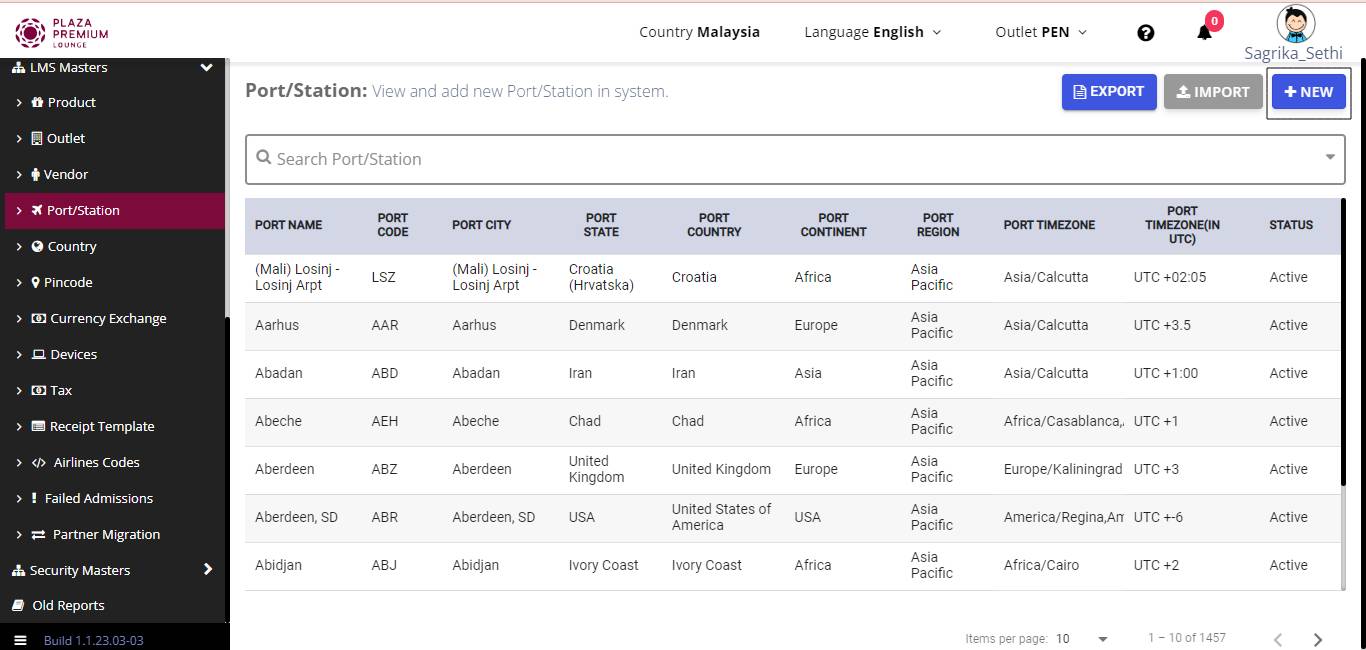 PLAZA
PREMIUM
LOUNGE
Country Malaysia
Language English
Outlet PEN
0
Sagrika_Sethi
LMS Masters
Product
Outlet
Vendor
Port/Station
Country
Pincode
Currency Exchange
Devices
Tax
Receipt Template
Airlines Codes
Failed Admissions
Partner Migration
Security Masters
Old Reports
Build 1.1.23.03-03
Port/Station: View and add new Port/Station in system.
EXPORT
IMPORT
NEW
Search Port/Station
PORT NAME PORT CODE PORT CITY PORT STATE PORT COUNTRY PORT CONTINENT PORT REGION PORT TIMEZONE PORT TIMEZONE(IN UTC) STATUS
(Mali) Losinj - Losinj Arpt LSZ (Mali) Losinj - Losinj Arpt Croatia (Hrvatska) Croatia Africa Asia Pacific Asia/Calcutta UTC +02:05 Active
Aarhus AAR Aarhus Denmark Denmark Europe Asia Pacific Asia/Calcutta UTC +3.5 Active
Abadan ABD Abadan Iran Iran Asia Asia Pacific Asia/Calcutta UTC +1:00 Active
Abeche AEH Abeche Chad Chad Africa Asia Pacific Africa/Casablanca, UTC +1 Active
Aberdeen ABZ Aberdeen United Kingdom United Kingdom Europe Asia Pacific Europe/Kaliningrad UTC +3 Active
Aberdeen, SD ABR Aberdeen, SD USA United States of America USA Asia Pacific America/Regina,Am UTC +-6 Active
Abidjan ABJ Abidjan Ivory Coast Ivory Coast Africa Asia Pacific Africa/Cairo UTC +2 Active
Items per page: 10
1 – 10 of 1457